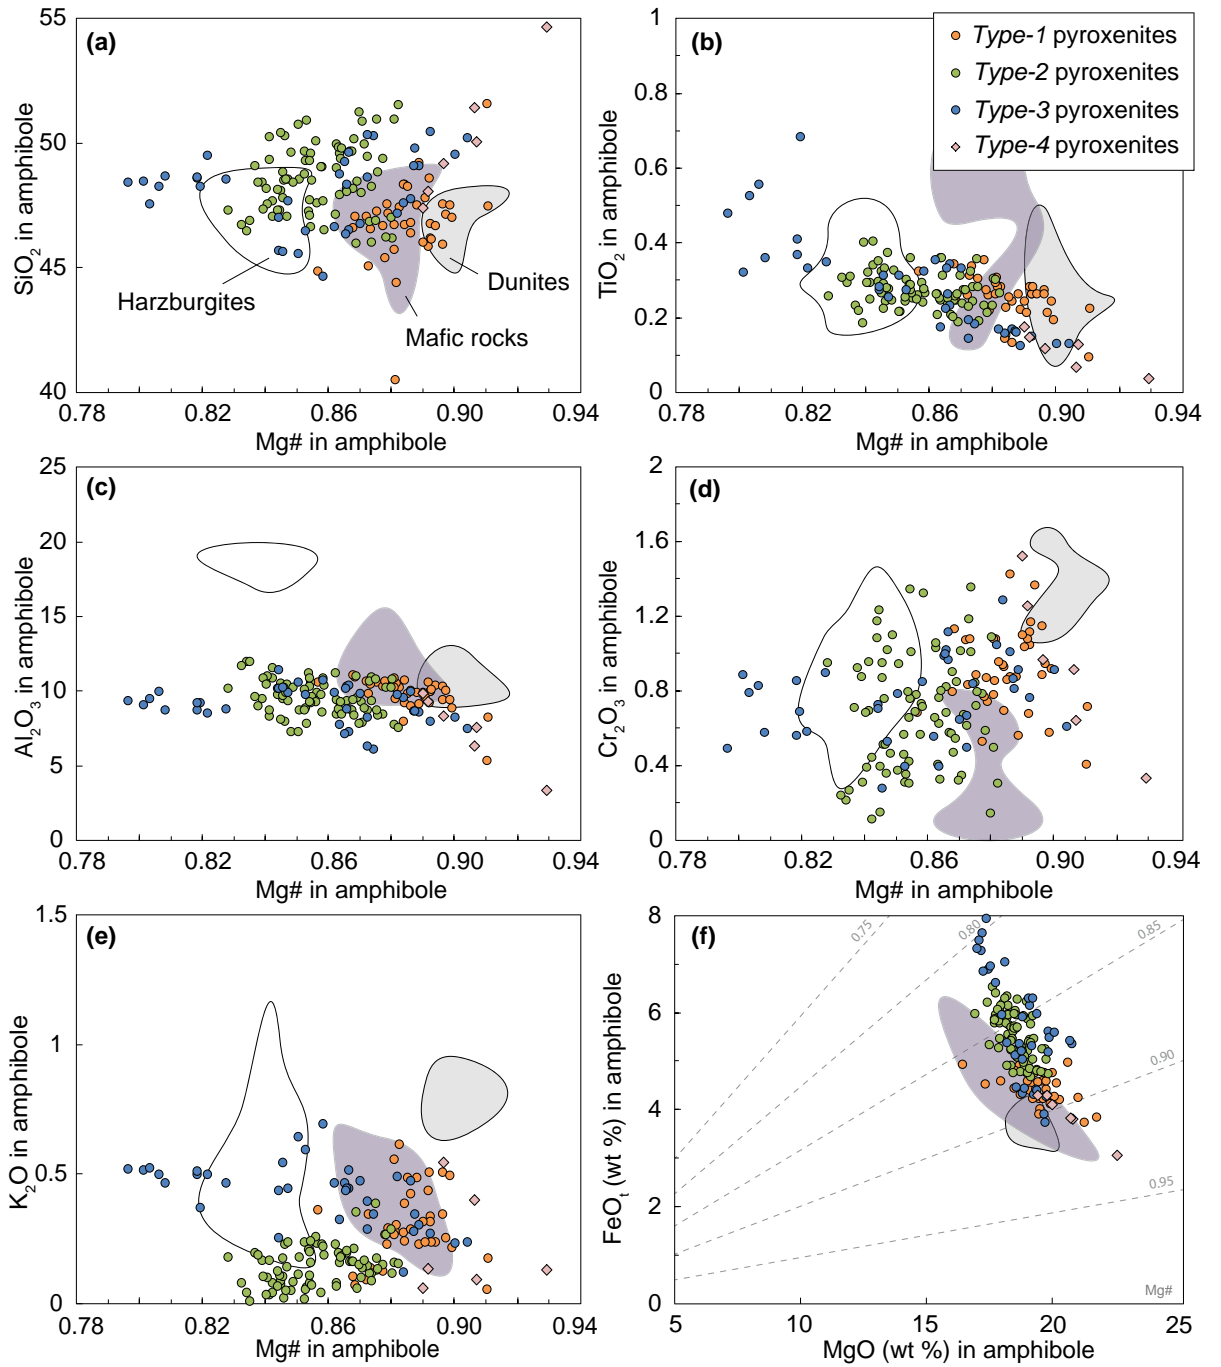 (a)
55
50
45
40
SiO2 in amphibole
Harzburgites
Dunites
Mafic rocks
0.78 0.82 0.86 0.90 0.94
Mg# in amphibole
(b)
1
0.8
0.6
0.4
0.2
0
TiO2 in amphibole
Type-1 pyroxenites
Type-2 pyroxenites
Type-3 pyroxenites
Type-4 pyroxenites
0.78 0.82 0.86 0.90 0.94
Mg# in amphibole
(c)
25
20
15
10
5
0
Al2O3 in amphibole
0.78 0.82 0.86 0.90 0.94
Mg# in amphibole
(d)
2
1.6
1.2
0.8
0.4
0
Cr2O3 in amphibole
0.78 0.82 0.86 0.90 0.94
Mg# in amphibole
(e)
1.5
1
0.5
0
K2O in amphibole
0.78 0.82 0.86 0.90 0.94
Mg# in amphibole
(f)
8
6
4
2
0
FeOt (wt %) in amphibole
0.75
0.80
0.85
0.90
0.95
Mg#
5 10 15 20 25
MgO (wt %) in amphibole